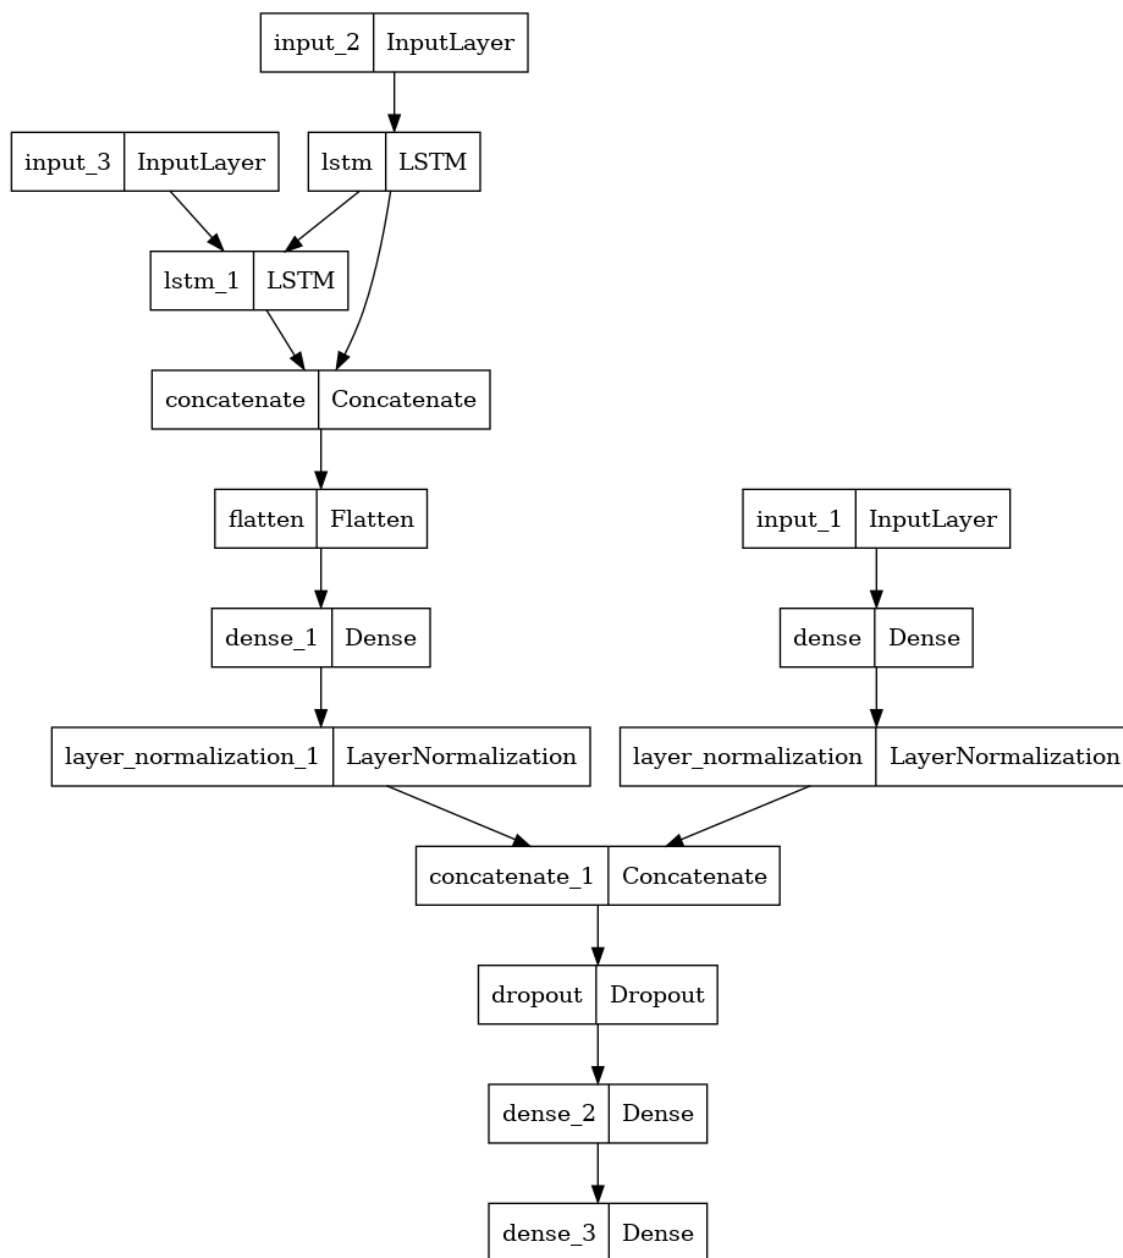 input_2 InputLayer
input_3 InputLayer
lstm LSTM
lstm_1 LSTM
concatenate Concatenate
flatten Flatten
input_1 InputLayer
dense_1 Dense
dense Dense
layer_normalization_1 LayerNormalization
layer_normalization LayerNormalization
concatenate_1 Concatenate
dropout Dropout
dense_2 Dense
dense_3 Dense